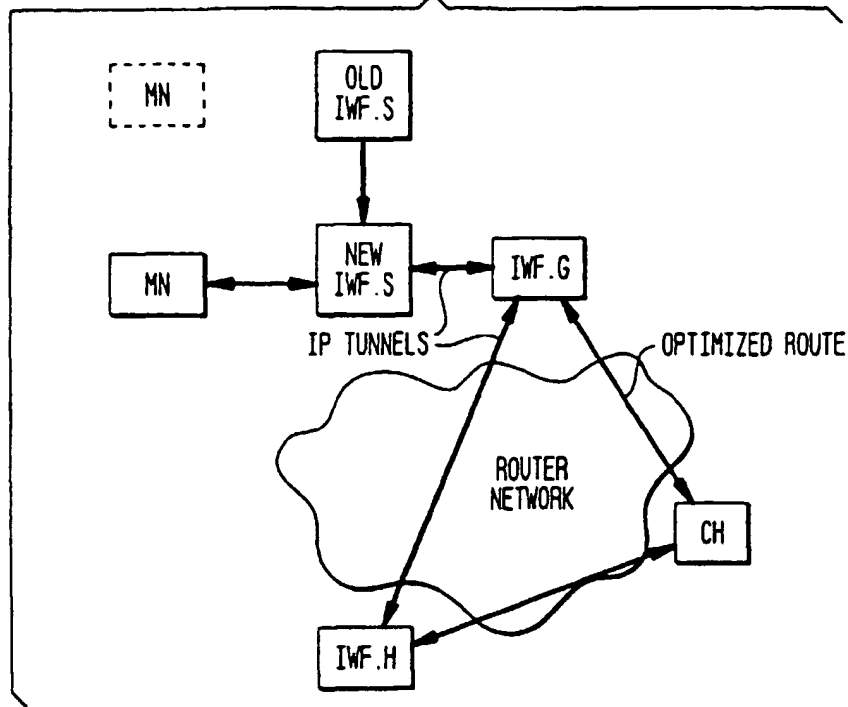 MN
OLD
IWF.S
MN
NEW
IWF.S
IWF.G
IP TUNNELS
OPTIMIZED ROUTE
ROUTER
NETWORK
CH
IWF.H